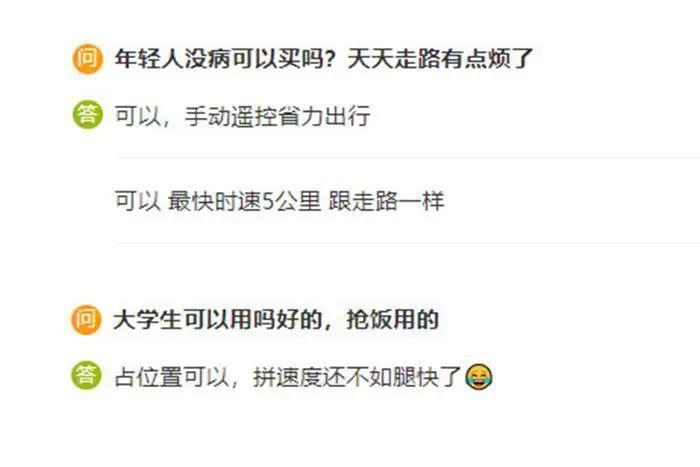 问 年轻人没病可以买吗？天天走路有点烦了
答 可以，手动遥控省力出行
可以 最快时速5公里 跟走路一样
问 大学生可以用吗好的，抢饭用的
答 占位置可以，拼速度还不如腿快了😂